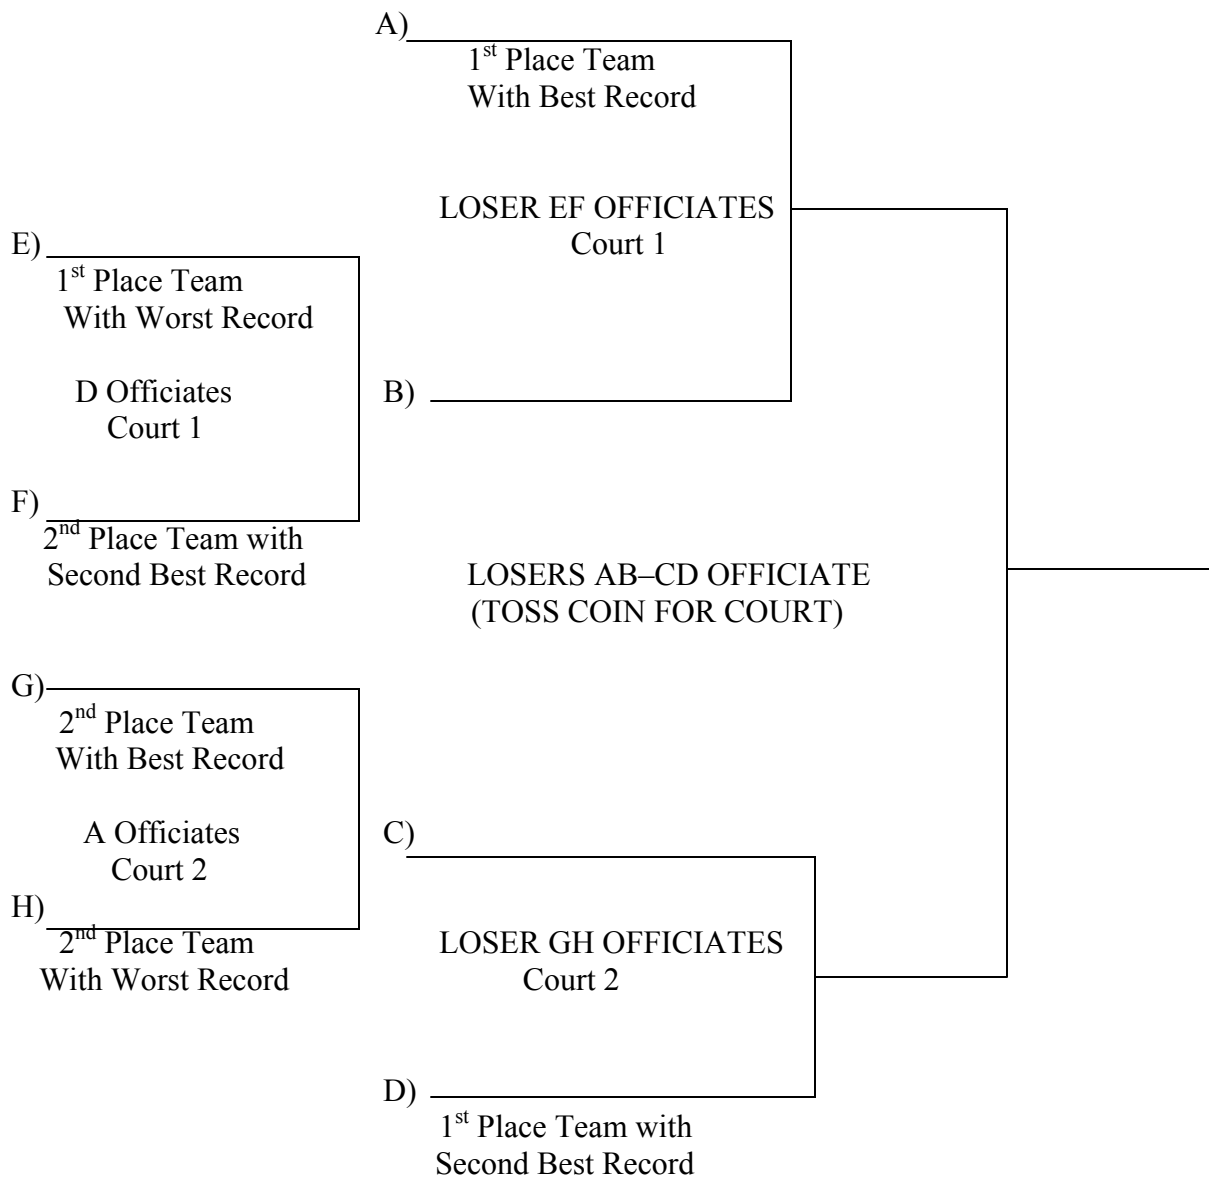 A)
1st Place Team
With Best Record
LOSER EF OFFICIATES
Court 1
E)
1st Place Team
With Worst Record
D Officiates
Court 1
B)
F)
2nd Place Team with
Second Best Record
LOSERS AB–CD OFFICIATE
(TOSS COIN FOR COURT)
G)
2nd Place Team
With Best Record
A Officiates
Court 2
C)
H)
2nd Place Team
With Worst Record
LOSER GH OFFICIATES
Court 2
D)
1st Place Team with
Second Best Record